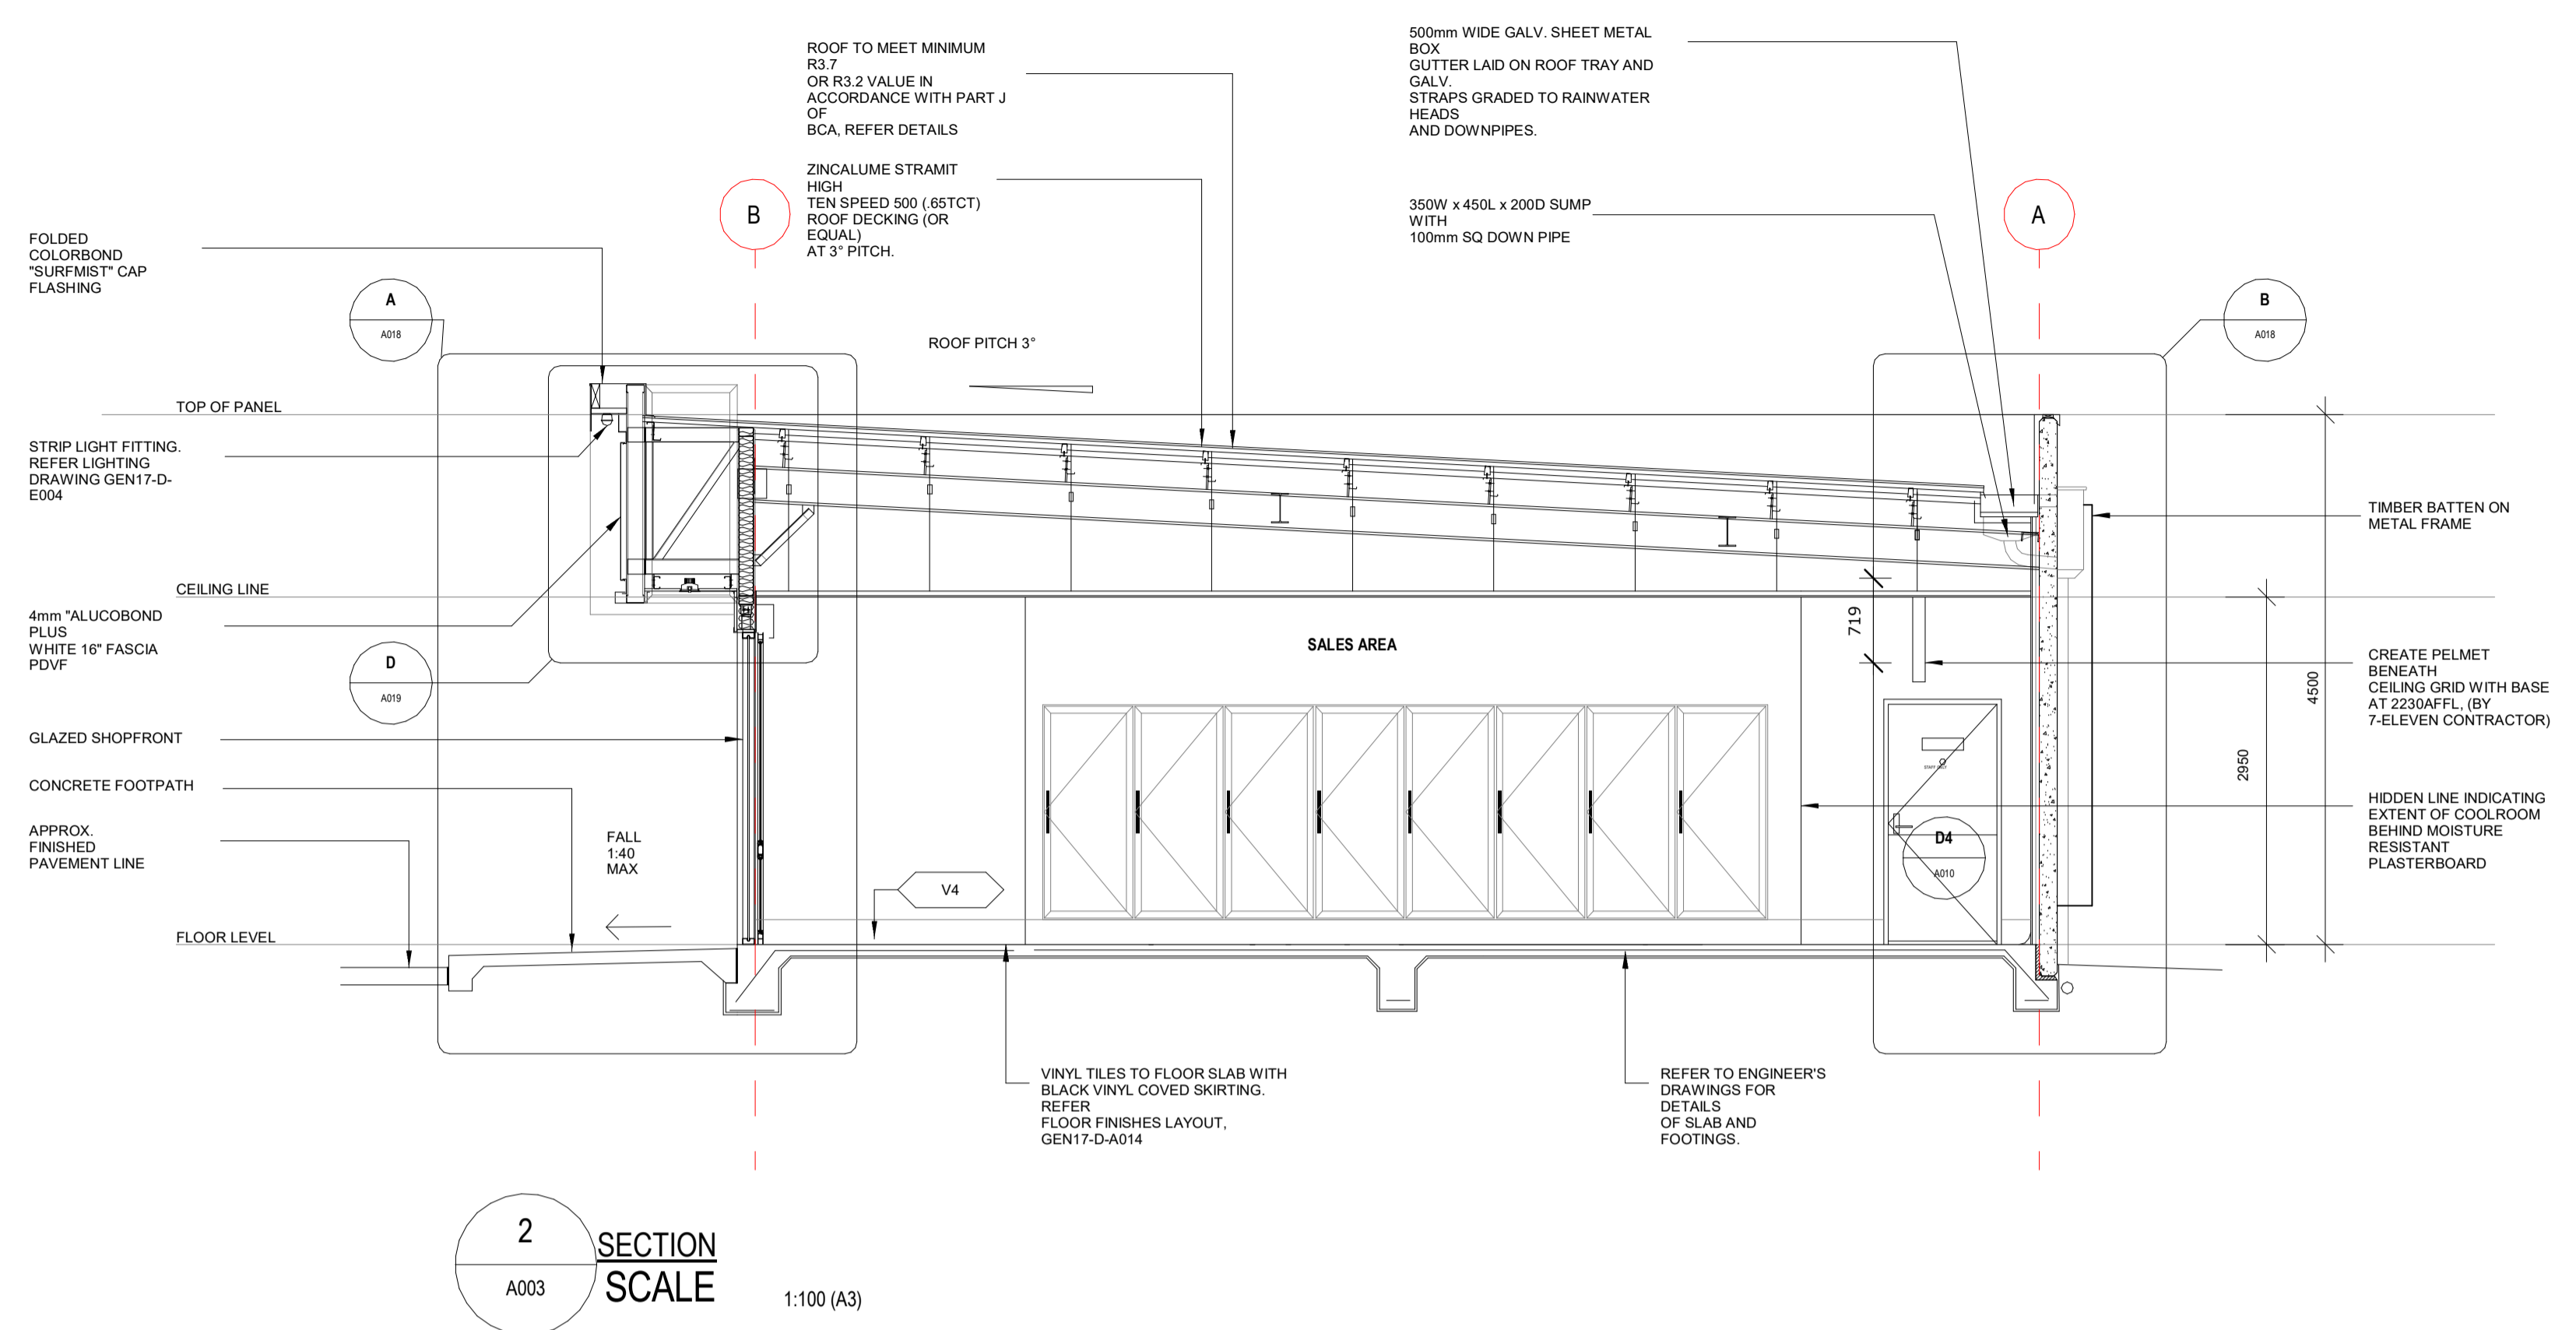 ROOF TO MEET MINIMUM
R3.7
OR R3.2 VALUE IN
ACCORDANCE WITH PART J
OF
BCA, REFER DETAILS
500mm WIDE GALV. SHEET METAL
BOX
GUTTER LAID ON ROOF TRAY AND
GALV.
STRAPS GRADED TO RAINWATER
HEADS
AND DOWNPIPES.
ZINCALUME STRAMIT
HIGH
TEN SPEED 500 (.65TCT)
ROOF DECKING (OR
EQUAL)
AT 3° PITCH.
350W x 450L x 200D SUMP
WITH
100mm SQ DOWN PIPE
B
A
FOLDED
COLORBOND
"SURFMIST" CAP
FLASHING
A
A018
B
A018
ROOF PITCH 3°
TOP OF PANEL
STRIP LIGHT FITTING.
REFER LIGHTING
DRAWING GEN17-D-
E004
TIMBER BATTEN ON
METAL FRAME
CEILING LINE
4mm "ALUCOBOND
PLUS
WHITE 16" FASCIA
PDVF
719
SALES AREA
D
A019
CREATE PELMET
BENEATH
CEILING GRID WITH BASE
AT 2230AFFL, (BY
7-ELEVEN CONTRACTOR)
4500
2950
GLAZED SHOPFRONT
CONCRETE FOOTPATH
STAFF ONLY
HIDDEN LINE INDICATING
EXTENT OF COOLROOM
BEHIND MOISTURE
RESISTANT
PLASTERBOARD
APPROX.
FINISHED
PAVEMENT LINE
FALL
1:40
MAX
V4
D4
A010
FLOOR LEVEL
VINYL TILES TO FLOOR SLAB WITH
BLACK VINYL COVED SKIRTING.
REFER
FLOOR FINISHES LAYOUT,
GEN17-D-A014
REFER TO ENGINEER'S
DRAWINGS FOR
DETAILS
OF SLAB AND
FOOTINGS.
2
A003
SECTION
SCALE
1:100 (A3)